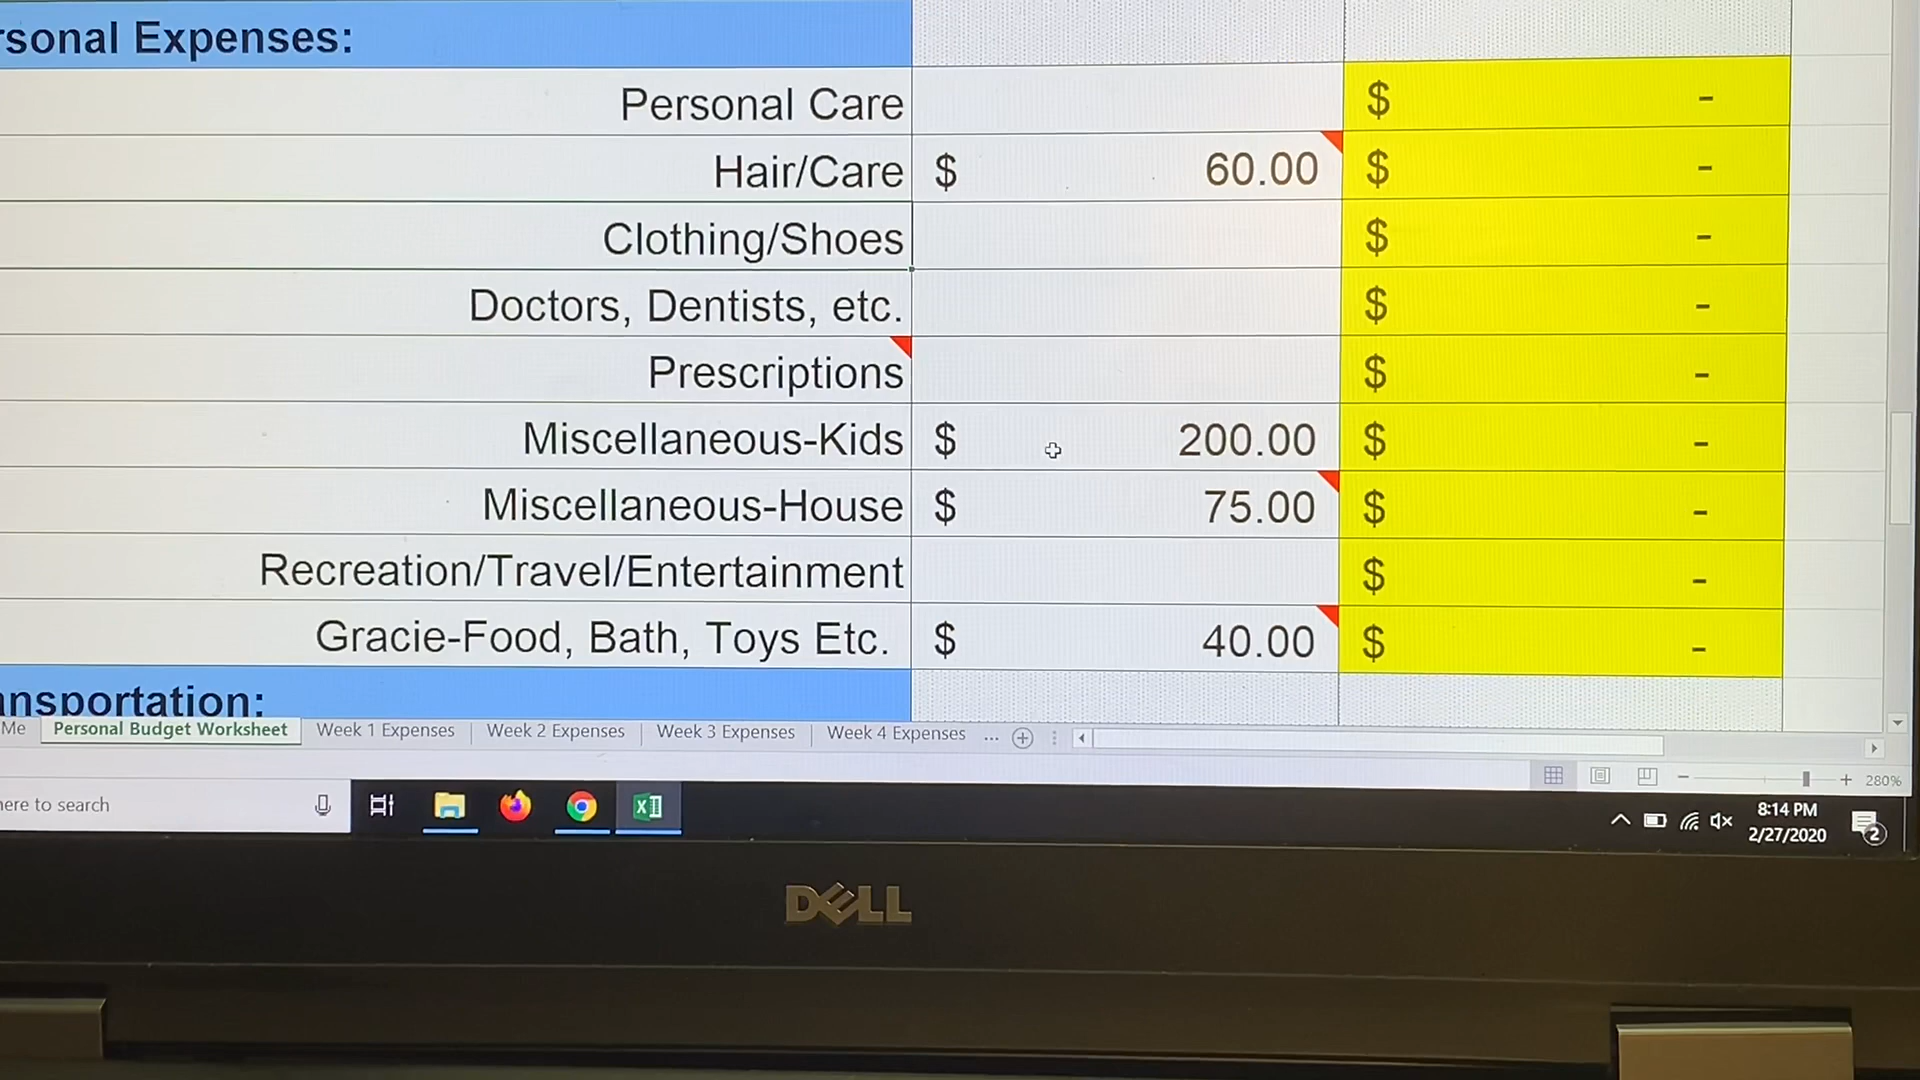 rsonal Expenses:
Personal Care $ -
Hair/Care $ 60.00 $ -
Clothing/Shoes $ -
Doctors, Dentists, etc. $ -
Prescriptions $ -
Miscellaneous-Kids $ 200.00 $ -
Miscellaneous-House $ 75.00 $ -
Recreation/Travel/Entertainment $ -
Gracie-Food, Bath, Toys Etc. $ 40.00 $ -
ansportation:
Me Personal Budget Worksheet Week 1 Expenses Week 2 Expenses Week 3 Expenses Week 4 Expenses ...
280%
here to search
8:14 PM
2/27/2020
2
DELL